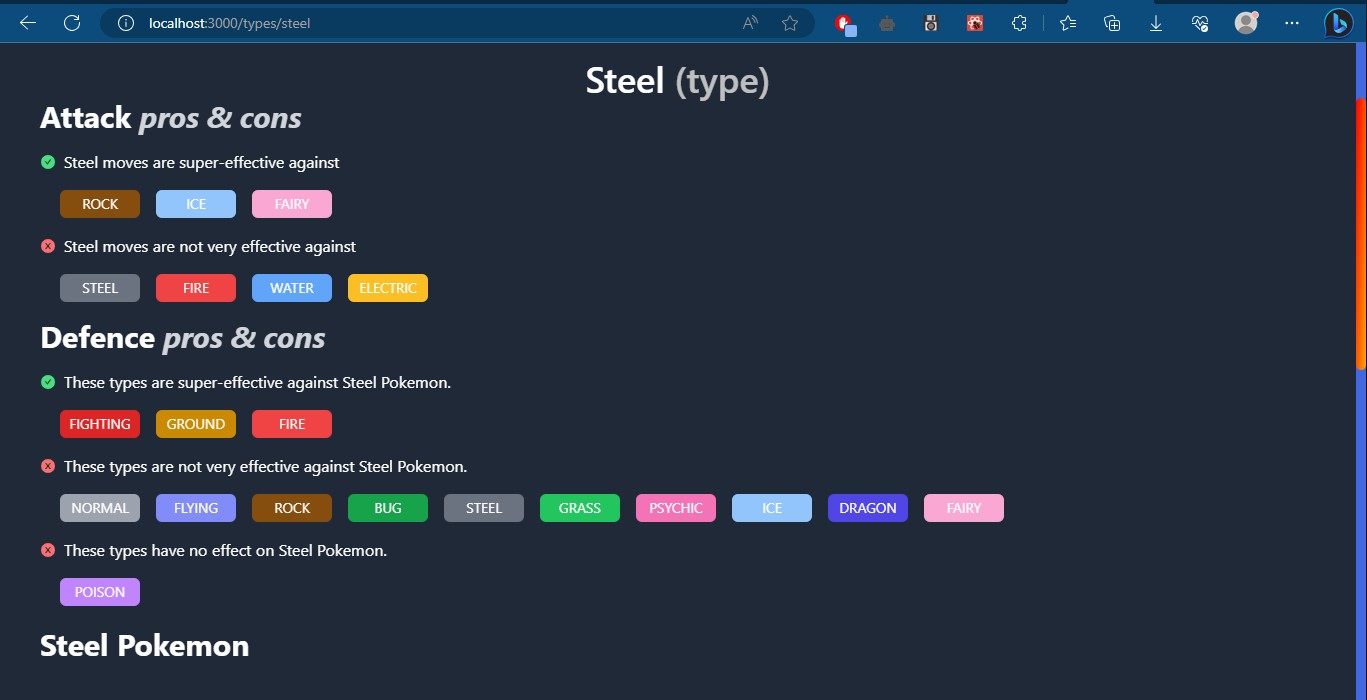 localhost:3000/types/steel
Steel (type)
Attack pros & cons
Steel moves are super-effective against
ROCK ICE FAIRY
Steel moves are not very effective against
STEEL FIRE WATER ELECTRIC
Defence pros & cons
These types are super-effective against Steel Pokemon.
FIGHTING GROUND FIRE
These types are not very effective against Steel Pokemon.
NORMAL FLYING ROCK BUG STEEL GRASS PSYCHIC ICE DRAGON FAIRY
These types have no effect on Steel Pokemon.
POISON
Steel Pokemon